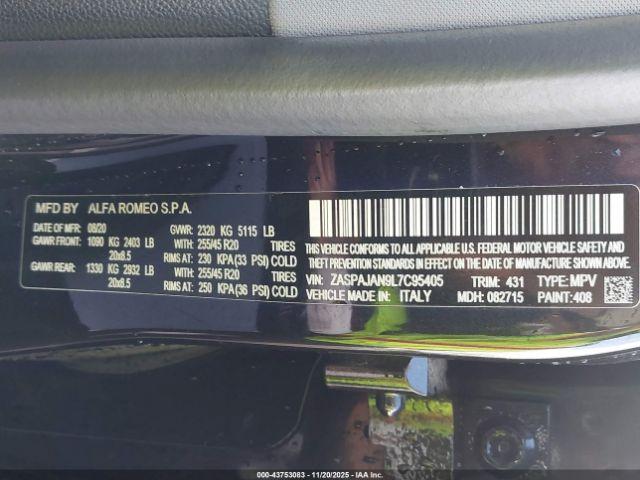 MFD BY ALFA ROMEO S.P.A.
DATE OF MFR: 08/20 GVWR: 2320 KG 5115 LB
GAWR FRONT: 1090 KG 2403 LB WITH: 255/45 R20 TIRES
20x8.5 RIMS AT: 230 KPA (33 PSI) COLD
GAWR REAR: 1330 KG 2932 LB WITH: 255/45 R20 TIRES
20x8.5 RIMS AT: 250 KPA (36 PSI) COLD
THIS VEHICLE CONFORMS TO ALL APPLICABLE U.S. FEDERAL MOTOR VEHICLE SAFETY AND
THEFT PREVENTION STANDARDS IN EFFECT ON THE DATE OF MANUFACTURE SHOWN ABOVE.
VIN: ZASPAJAN9L7C95405 TRIM: 431 TYPE: MPV
VEHICLE MADE IN: ITALY MDH: 082715 PAINT: 408
000-43753083 - 11/20/2025 - IAA Inc.